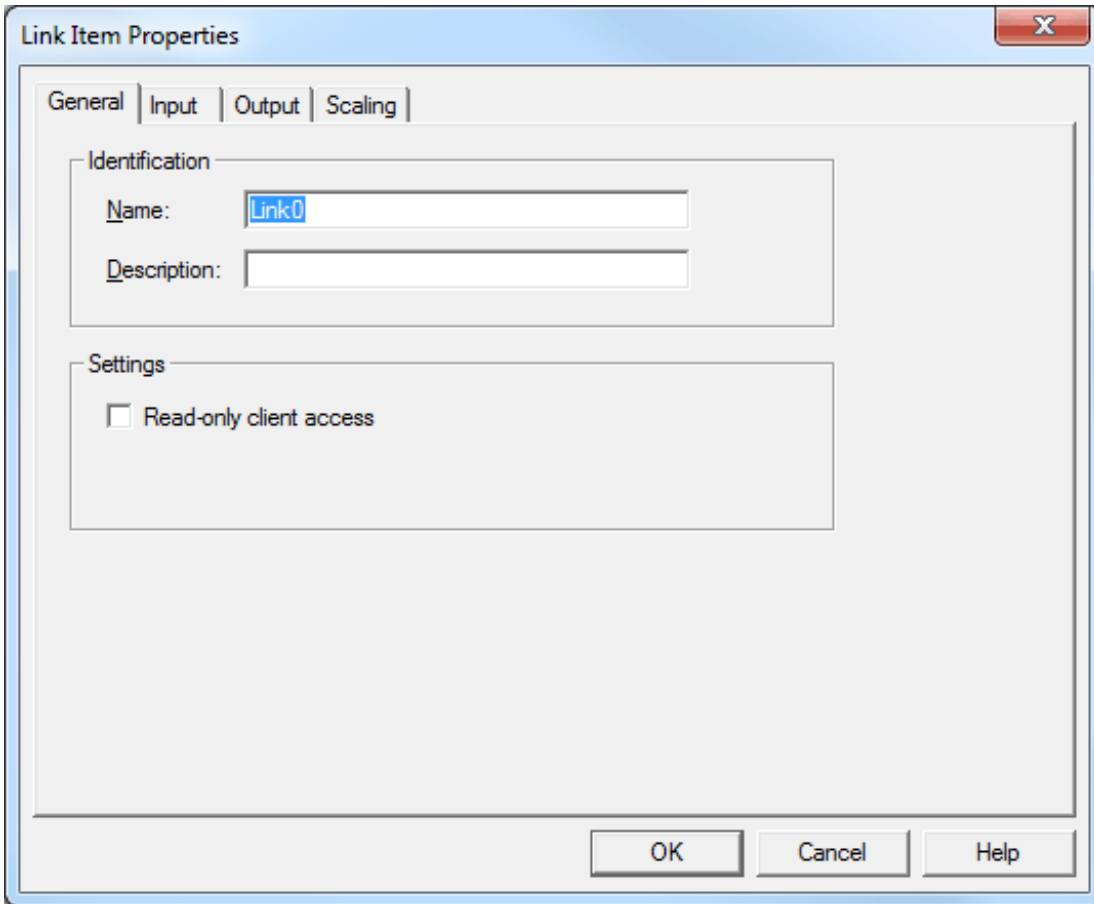 Link Item Properties
General Input Output Scaling
Identification
Name: Link0
Description:
Settings
Read-only client access
OK Cancel Help